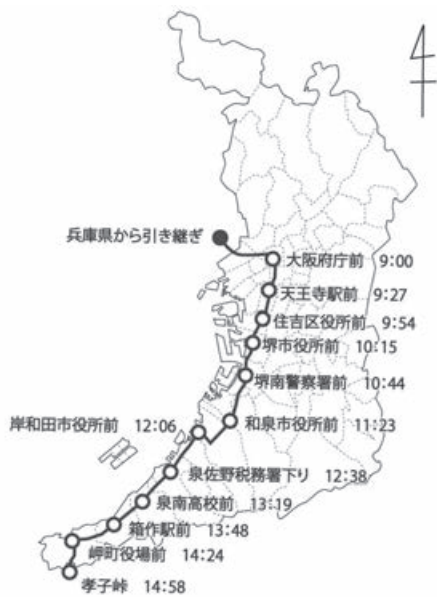 兵庫県から引き継ぎ
大阪府庁前 9:00
天王寺駅前 9:27
住吉区役所前 9:54
堺市役所前 10:15
堺南警察署前 10:44
和泉市役所前 11:23
岸和田市役所前 12:06
泉佐野税務署下り 12:38
泉南高校前 13:19
箱作駅前 13:48
岬町役場前 14:24
孝子峠 14:58